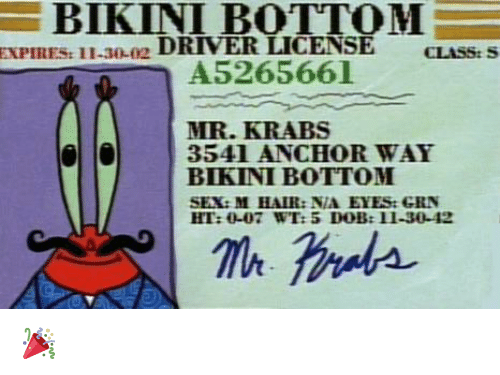 BIKINI BOTTOM
EXPIRES: 11-30-02 DRIVER LICENSE CLASS: S
A5265661
MR. KRABS
3541 ANCHOR WAY
BIKINI BOTTOM
SEX: M HAIR: N/A EYES: GRN
HT: 0-07 WT: 5 DOB: 11-30-42
Mr. Krabs